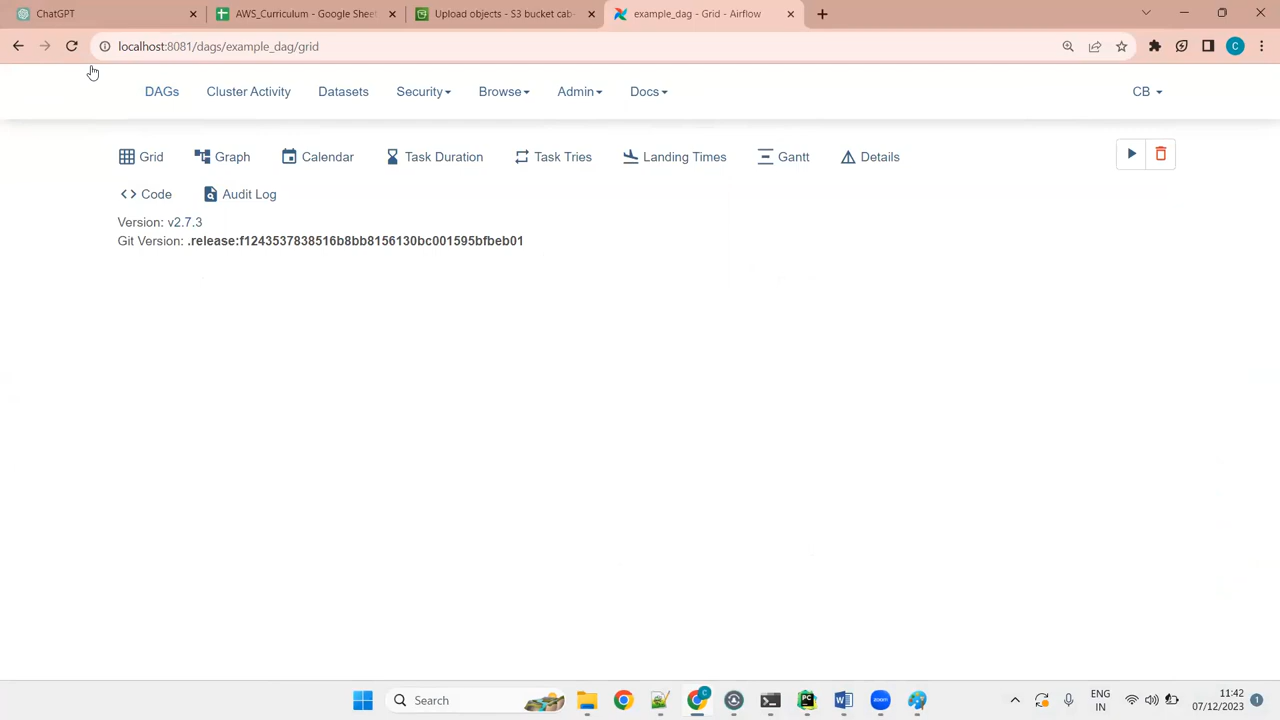 ChatGPT
AWS_Curriculum - Google Sheet
Upload objects - S3 bucket cab-
example_dag - Grid - Airflow
localhost:8081/dags/example_dag/grid
DAGs
Cluster Activity
Datasets
Security
Browse
Admin
Docs
CB
Grid
Graph
Calendar
Task Duration
Task Tries
Landing Times
Gantt
Details
Code
Audit Log
Version: v2.7.3
Git Version: .release:f1243537838516b8bb8156130bc001595bfbeb01
Search
ENG
IN
11:42
07/12/2023